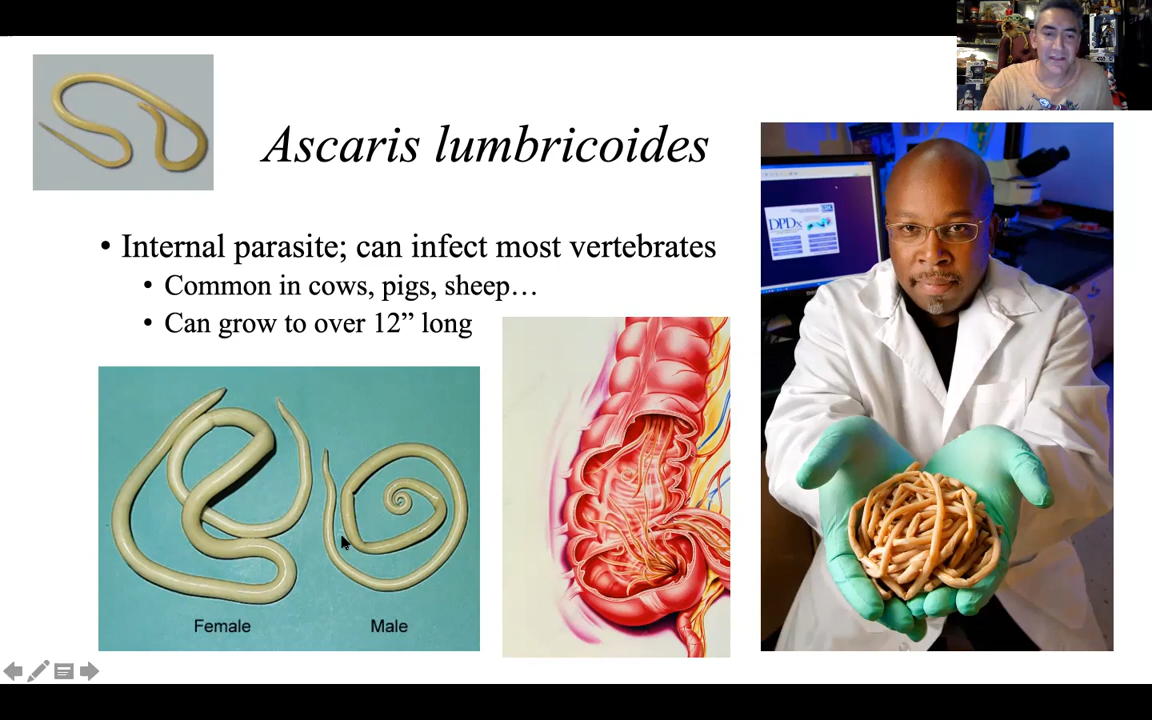 Ascaris lumbricoides
• Internal parasite; can infect most vertebrates
• Common in cows, pigs, sheep…
• Can grow to over 12” long
Female
Male
DPDx